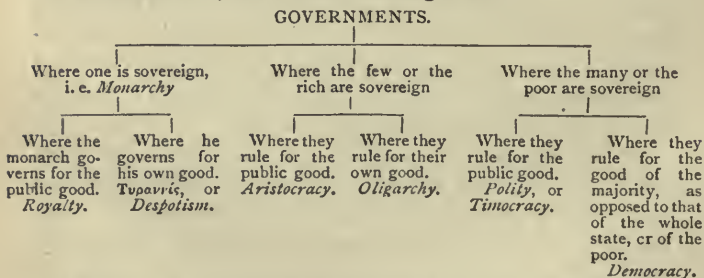 GOVERNMENTS.
Where one is sovereign,
i. e. Monarchy
Where the few or the
rich are sovereign
Where the many or the
poor are sovereign
Where the
monarch go-
verns for the
public good.
Royalty.
Where he
governs for
his own good.
Τυραννίς, or
Despotism.
Where they
rule for the
public good.
Aristocracy.
Where they
rule for their
own good.
Oligarchy.
Where they
rule for the
public good.
Polity, or
Timocracy.
Where they
rule for the
good of the
majority, as
opposed to that
of the whole
state, cr of the
poor.
Democracy.